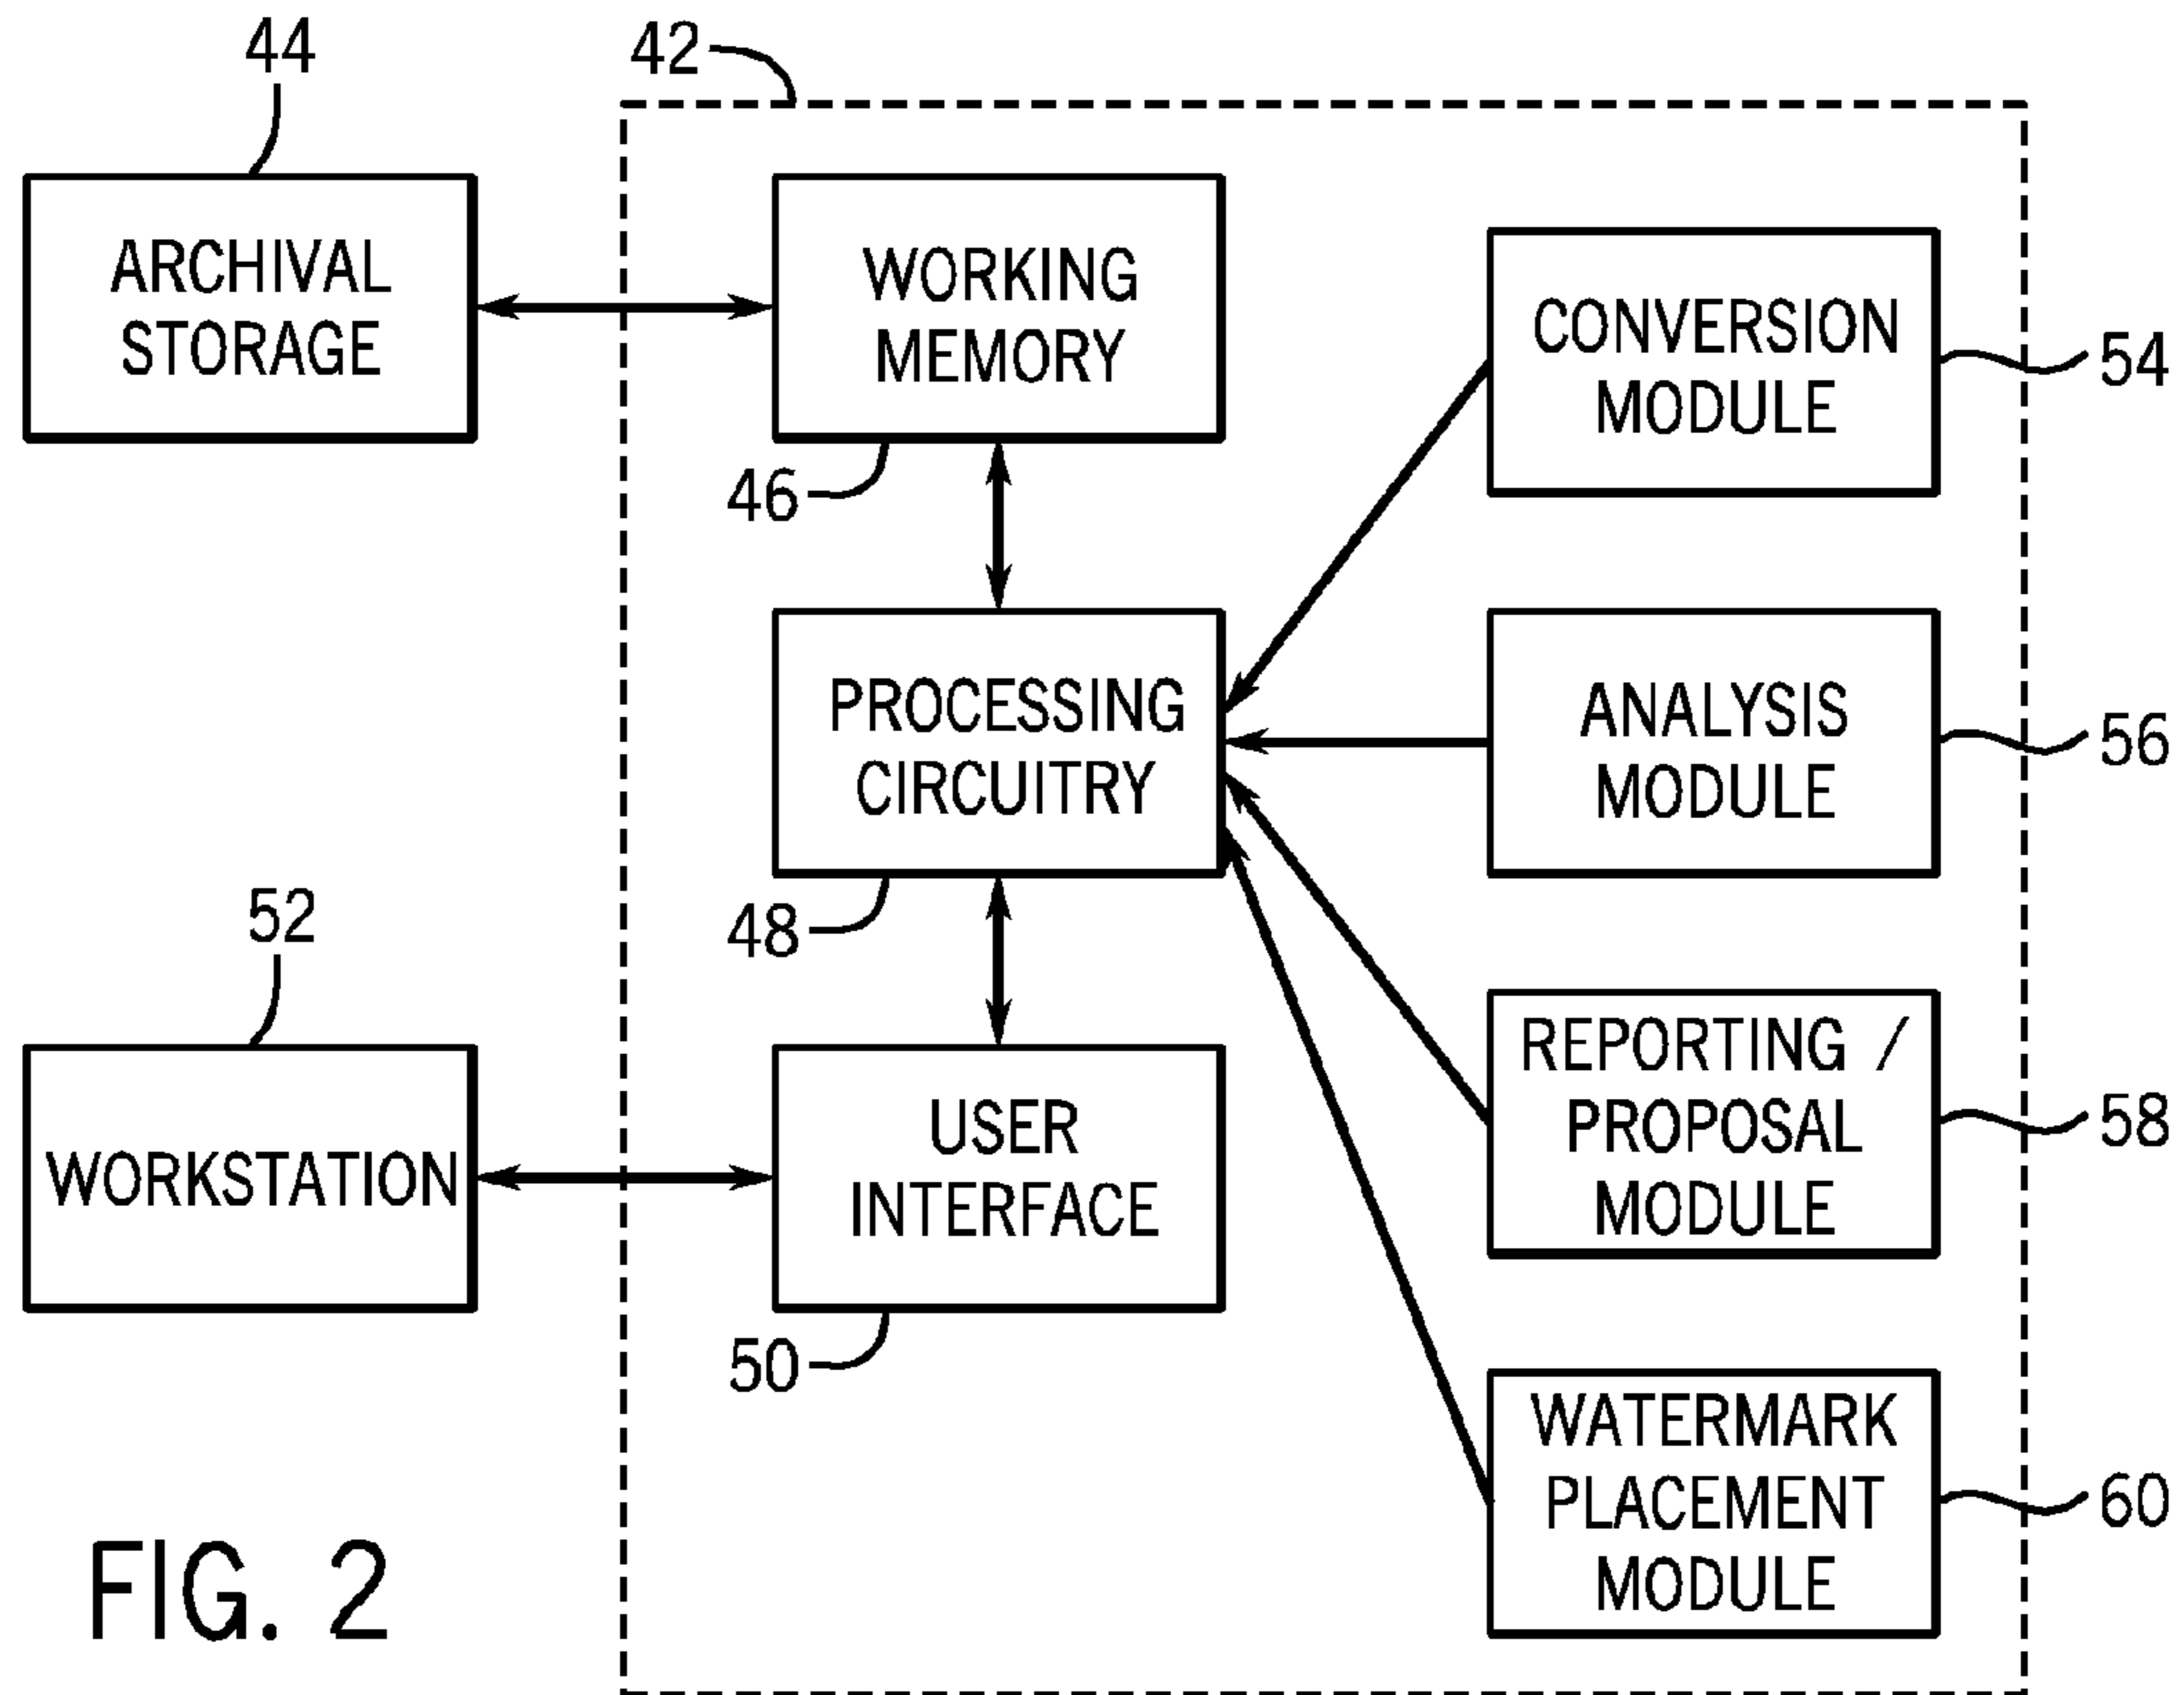 44
42
ARCHIVAL
STORAGE
WORKING
MEMORY
46
CONVERSION
MODULE
54
PROCESSING
CIRCUITRY
48
ANALYSIS
MODULE
56
52
WORKSTATION
USER
INTERFACE
50
REPORTING /
PROPOSAL
MODULE
58
WATERMARK
PLACEMENT
MODULE
60
FIG. 2